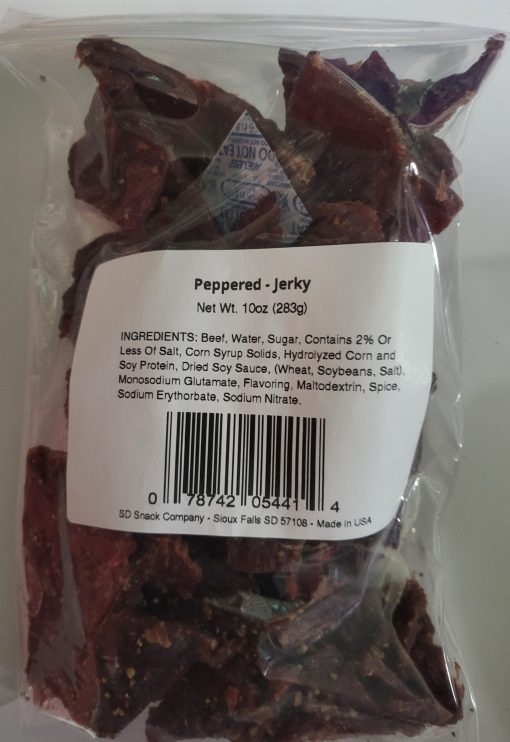 DO NOT EA
AGELESS
Peppered - Jerky
Net Wt. 10oz (283g)
INGREDIENTS: Beef, Water, Sugar, Contains 2% Or
Less Of Salt, Corn Syrup Solids, Hydrolyzed Corn and
Soy Protein, Dried Soy Sauce, (Wheat, Soybeans, Salt),
Monosodium Glutamate, Flavoring, Maltodextrin, Spice,
Sodium Erythorbate, Sodium Nitrate.
0 78742 05441 4
SD Snack Company - Sioux Falls SD 57108 - Made in USA